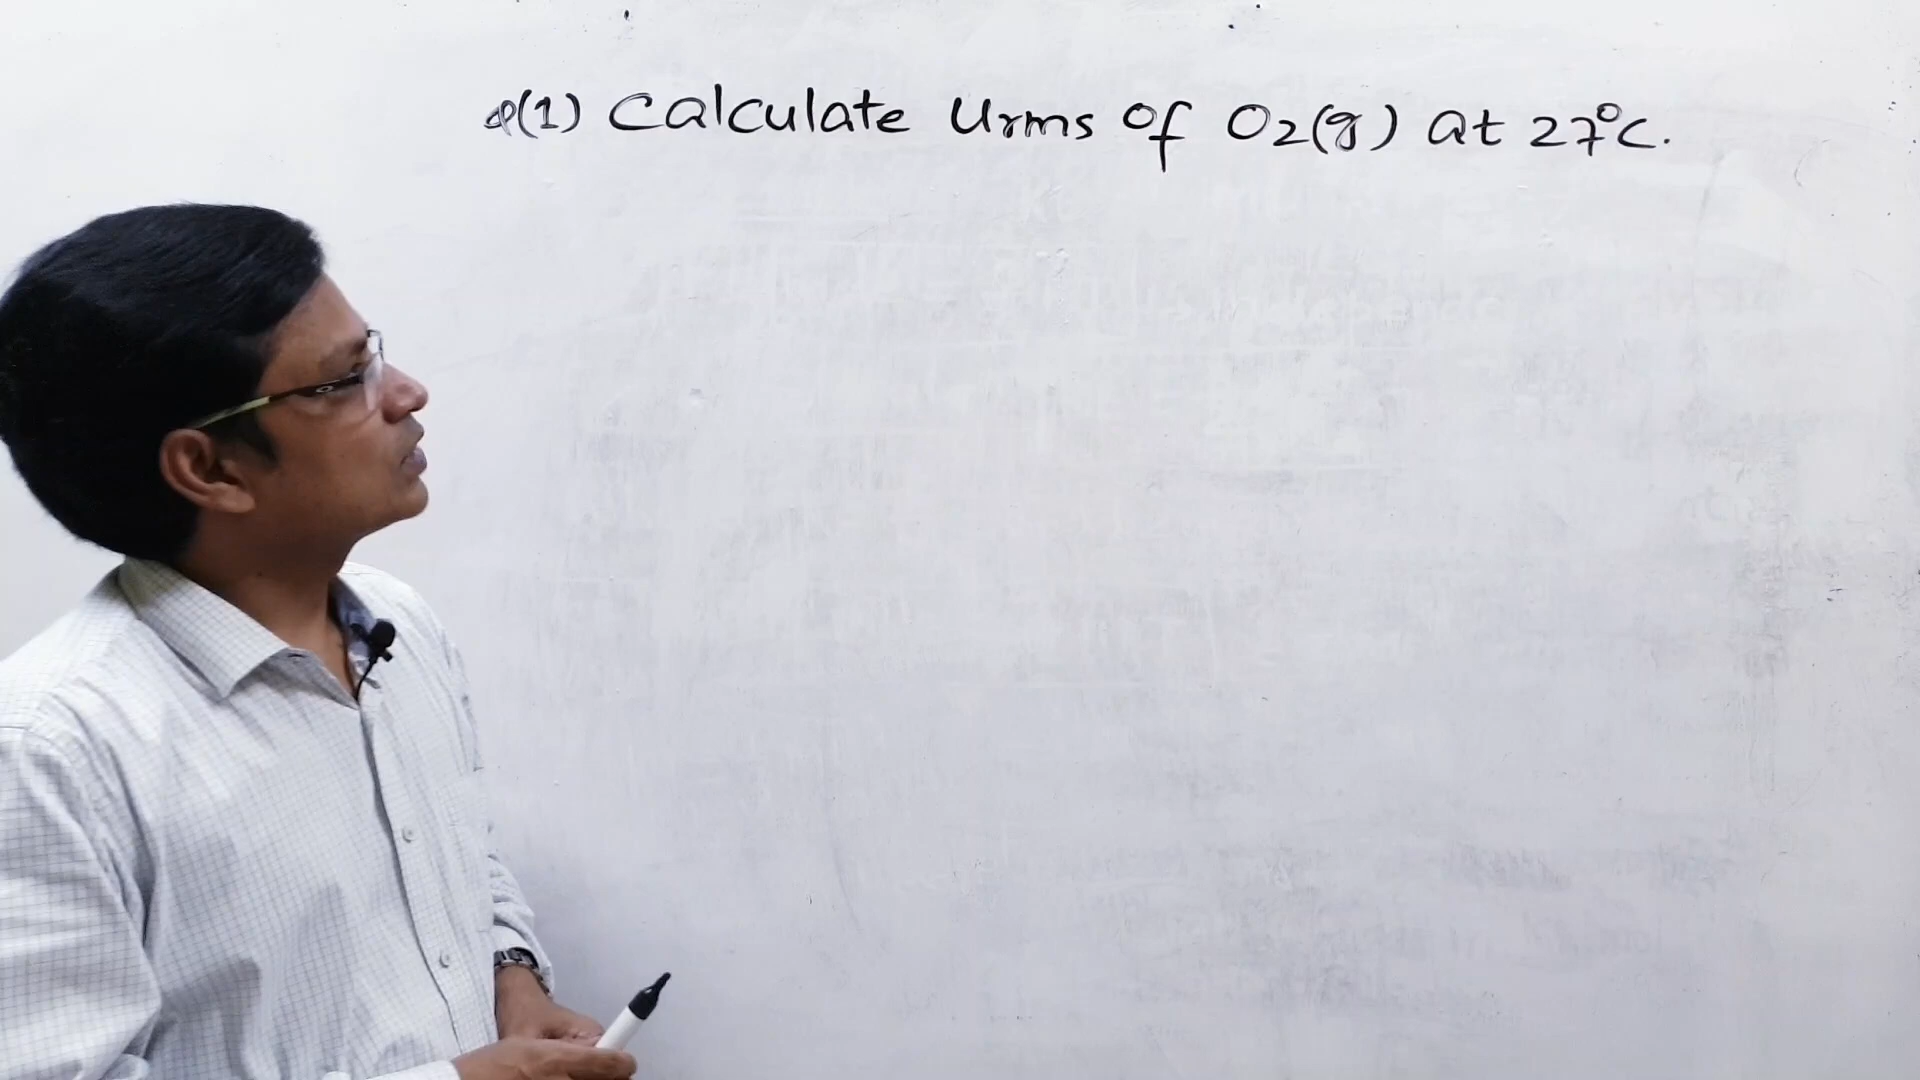 Q(1) Calculate Urms of O2(g) at 27°C.